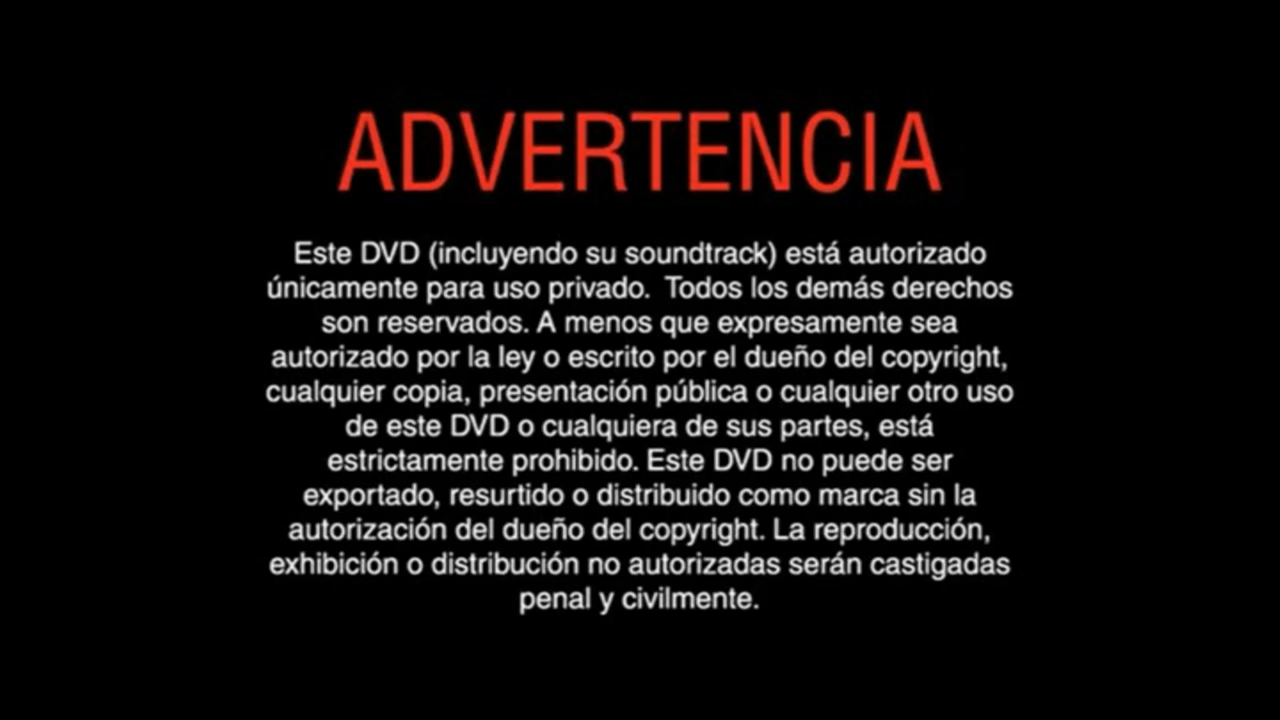 ADVERTENCIA
Este DVD (incluyendo su soundtrack) está autorizado
únicamente para uso privado.  Todos los demás derechos
son reservados. A menos que expresamente sea
autorizado por la ley o escrito por el dueño del copyright,
cualquier copia, presentación pública o cualquier otro uso
de este DVD o cualquiera de sus partes, está
estrictamente prohibido. Este DVD no puede ser
exportado, resurtido o distribuido como marca sin la
autorización del dueño del copyright. La reproducción,
exhibición o distribución no autorizadas serán castigadas
penal y civilmente.